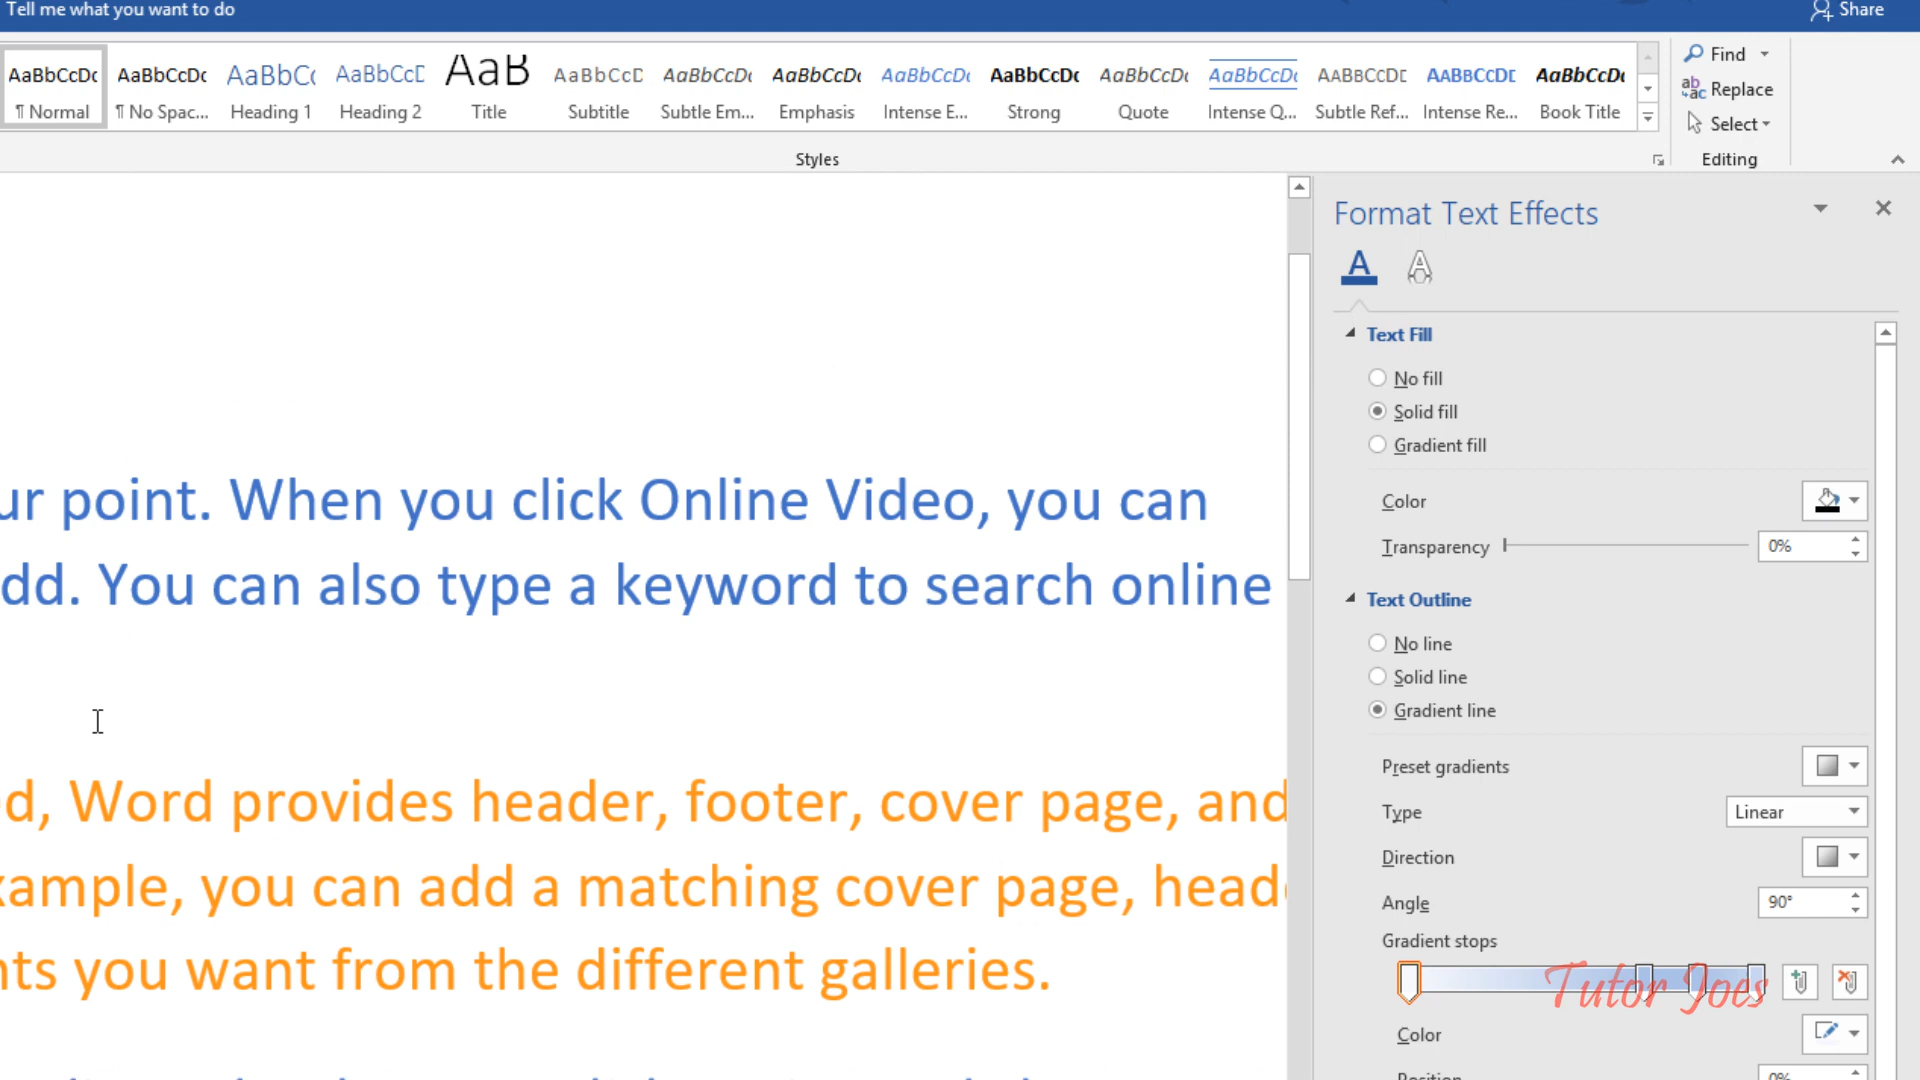 Tell me what you want to do
Share
AaBbCcDc AaBbCcDc AaBbC( AaBbCcD AaB AaBbCcD AaBbCcDc AaBbCcDc AaBbCcDc AaBbCcDc AaBbCcDc AaBbCcDc AABBCCDD AABBCCDD AaBbCcDc
¶ Normal ¶ No Spac... Heading 1 Heading 2 Title Subtitle Subtle Em... Emphasis Intense E... Strong Quote Intense Q... Subtle Ref... Intense Re... Book Title
Styles
Find
Replace
Select
Editing
ur point. When you click Online Video, you can
dd. You can also type a keyword to search online
d, Word provides header, footer, cover page, and
xample, you can add a matching cover page, heade
nts you want from the different galleries.
Format Text Effects
Text Fill
No fill
Solid fill
Gradient fill
Color
Transparency 0%
Text Outline
No line
Solid line
Gradient line
Preset gradients
Type Linear
Direction
Angle 90°
Gradient stops
Tutor Joes
Color
Position 0%